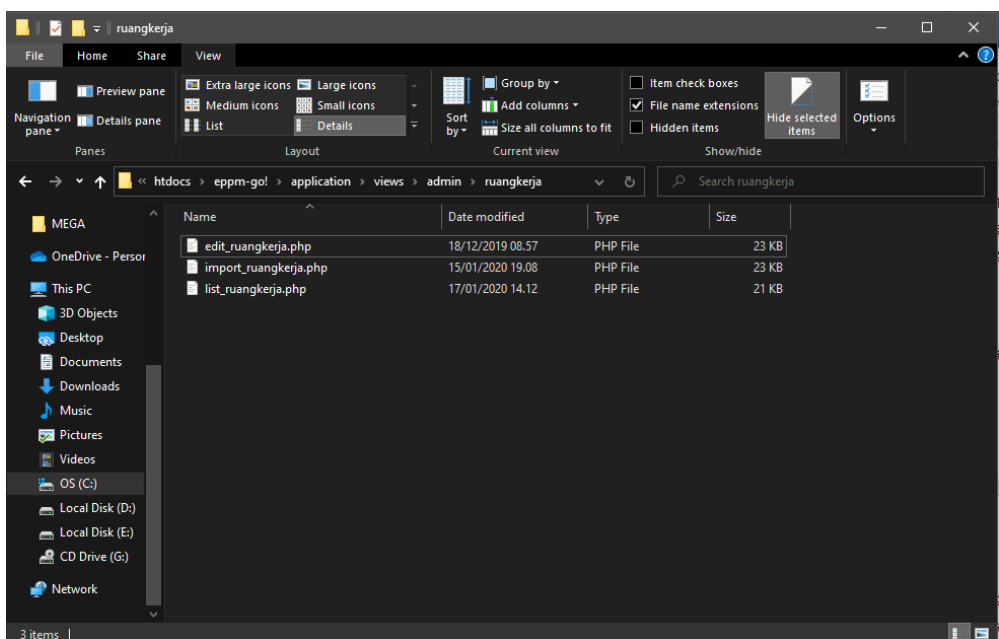 ruangkerja
File Home Share View
Navigation pane
Preview pane
Details pane
Panes
Extra large icons Large icons
Medium icons Small icons
List Details
Layout
Sort by
Group by
Add columns
Size all columns to fit
Current view
Item check boxes
File name extensions
Hidden items
Hide selected items
Show/hide
Options
« htdocs › eppm-go! › application › views › admin › ruangkerja
Search ruangkerja
MEGA
OneDrive - Person
This PC
3D Objects
Desktop
Documents
Downloads
Music
Pictures
Videos
OS (C:)
Local Disk (D:)
Local Disk (E:)
CD Drive (G:)
Network
Name Date modified Type Size
edit_ruangkerja.php 18/12/2019 08.57 PHP File 23 KB
import_ruangkerja.php 15/01/2020 19.08 PHP File 23 KB
list_ruangkerja.php 17/01/2020 14.12 PHP File 21 KB
3 items